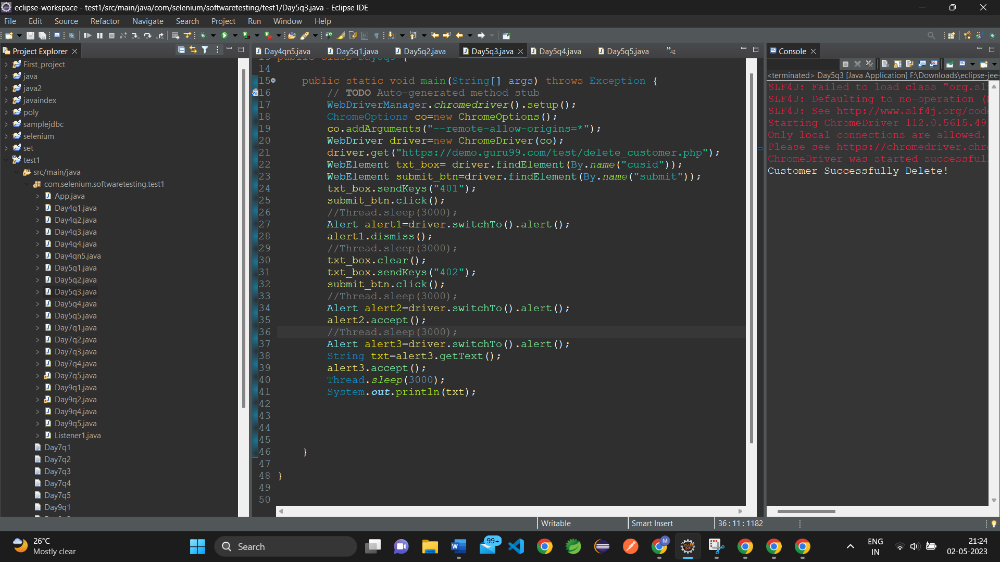 eclipse-workspace - test1/src/main/java/com/selenium/softwaretesting/test1/Day5q3.java - Eclipse IDE
File Edit Source Refactor Navigate Search Project Run Window Help
Project Explorer
First_project
java
java2
javaindex
poly
samplejdbc
selenium
set
test1
src/main/java
com.selenium.softwaretesting.test1
App.java
Day4q1.java
Day4q2.java
Day4q3.java
Day4q4.java
Day4qn5.java
Day5q1.java
Day5q2.java
Day5q3.java
Day5q4.java
Day5q5.java
Day7q1.java
Day7q2.java
Day7q3.java
Day7q4.java
Day7q5.java
Day9q1.java
Day9q2.java
Day9q4.java
Day9q5.java
Listener1.java
Day7q1
Day7q2
Day7q3
Day7q4
Day7q5
Day9q1
Day4qn5.java Day5q1.java Day5q2.java Day5q3.java Day5q4.java Day5q5.java »42
14
15 public static void main(String[] args) throws Exception {
16 // TODO Auto-generated method stub
17 WebDriverManager.chromedriver().setup();
18 ChromeOptions co=new ChromeOptions();
19 co.addArguments("--remote-allow-origins=*");
20 WebDriver driver=new ChromeDriver(co);
21 driver.get("https://demo.guru99.com/test/delete_customer.php");
22 WebElement txt_box= driver.findElement(By.name("cusid"));
23 WebElement submit_btn=driver.findElement(By.name("submit"));
24 txt_box.sendKeys("401");
25 submit_btn.click();
26 //Thread.sleep(3000);
27 Alert alert1=driver.switchTo().alert();
28 alert1.dismiss();
29 //Thread.sleep(3000);
30 txt_box.clear();
31 txt_box.sendKeys("402");
32 submit_btn.click();
33 //Thread.sleep(3000);
34 Alert alert2=driver.switchTo().alert();
35 alert2.accept();
36 //Thread.sleep(3000);
37 Alert alert3=driver.switchTo().alert();
38 String txt=alert3.getText();
39 alert3.accept();
40 Thread.sleep(3000);
41 System.out.println(txt);
42
43
44
45
46 }
47
48 }
49
50
Console
<terminated> Day5q3 [Java Application] F:\Downloads\eclipse-jee-
SLF4J: Failed to load class "org.sl
SLF4J: Defaulting to no-operation (
SLF4J: See http://www.slf4j.org/cod
Starting ChromeDriver 112.0.5615.49
Only local connections are allowed.
Please see https://chromedriver.chr
ChromeDriver was started successful
Customer Successfully Delete!
Writable Smart Insert 36 : 11 : 1182
26°C
Mostly clear
Search
99+
M
ENG
IN
21:24
02-05-2023